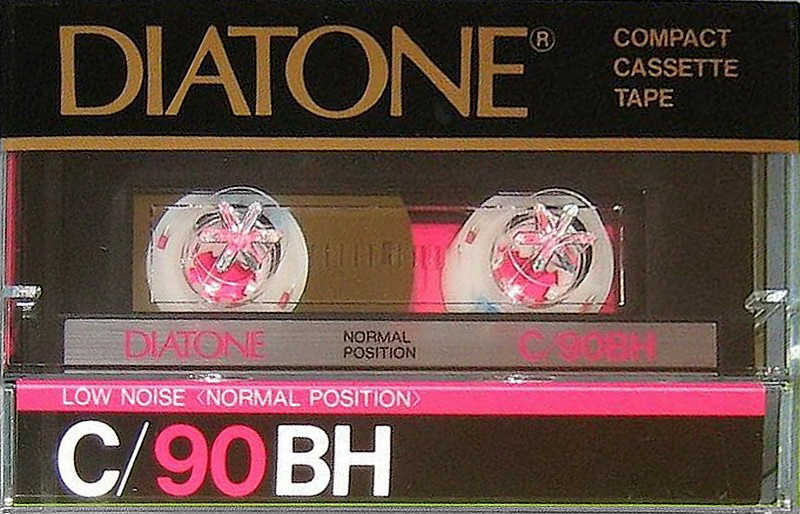 DIATONE®
COMPACT
CASSETTE
TAPE
DIATONE
NORMAL
POSITION
C/90BH
LOW NOISE 〈NORMAL POSITION〉
C/90BH